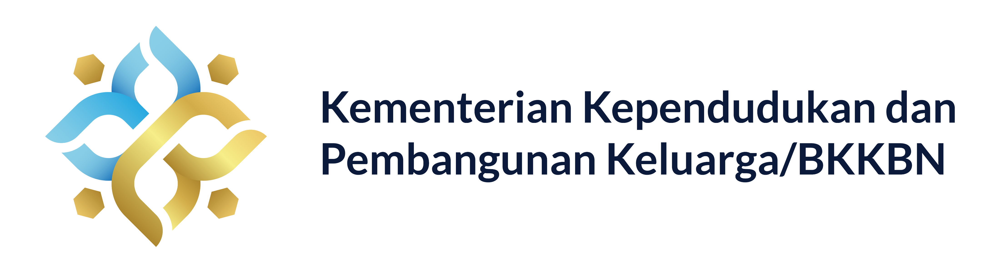 Kementerian Kependudukan dan
Pembangunan Keluarga/BKKBN